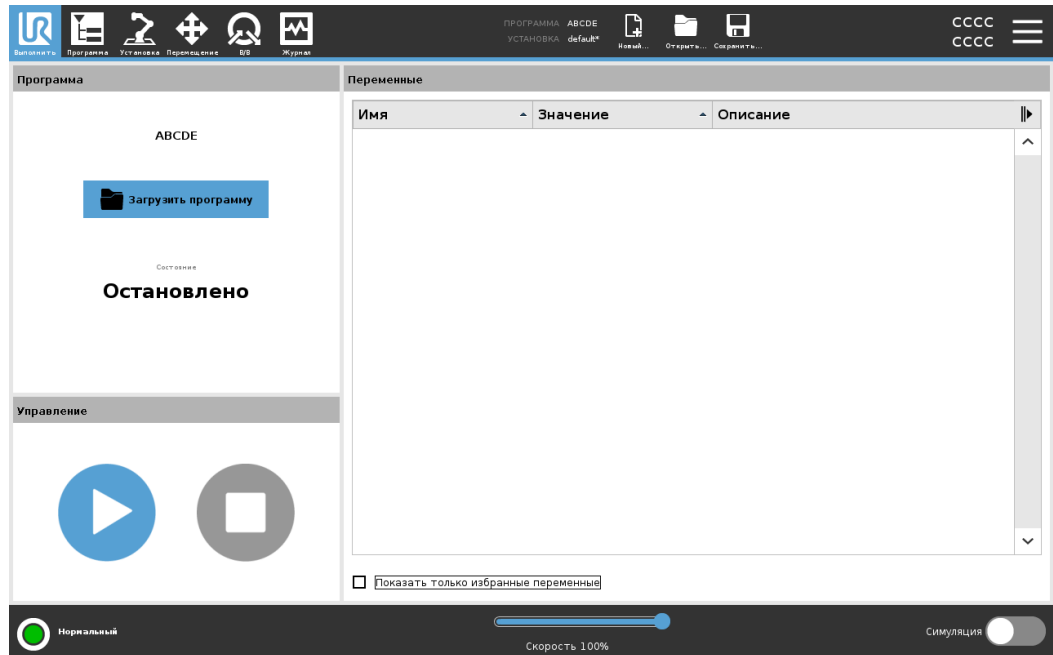 Выполнить Программа Установка Перемещение В/В Журнал
ПРОГРАММА ABCDE
УСТАНОВКА default*
Новый... Открыть... Сохранить...
CCCC
CCCC
Программа
ABCDE
Загрузить программу
Состояние
Остановлено
Управление
Переменные
Имя Значение Описание
Показать только избранные переменные
Нормальный
Скорость 100%
Симуляция